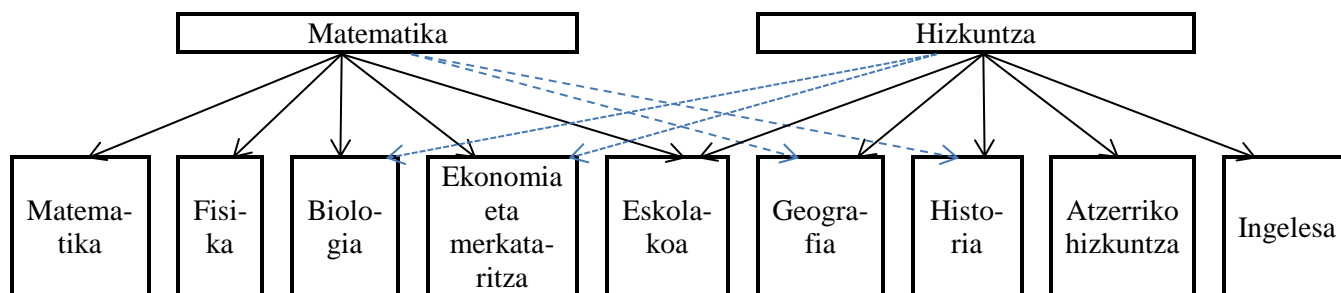 Matematika
Hizkuntza
Matema-
tika
Fisi-
ka
Biolo-
gia
Ekonomia
eta
merkata-
ritza
Eskola-
koa
Geogra-
fia
Histo-
ria
Atzerriko
hizkuntza
Ingelesa